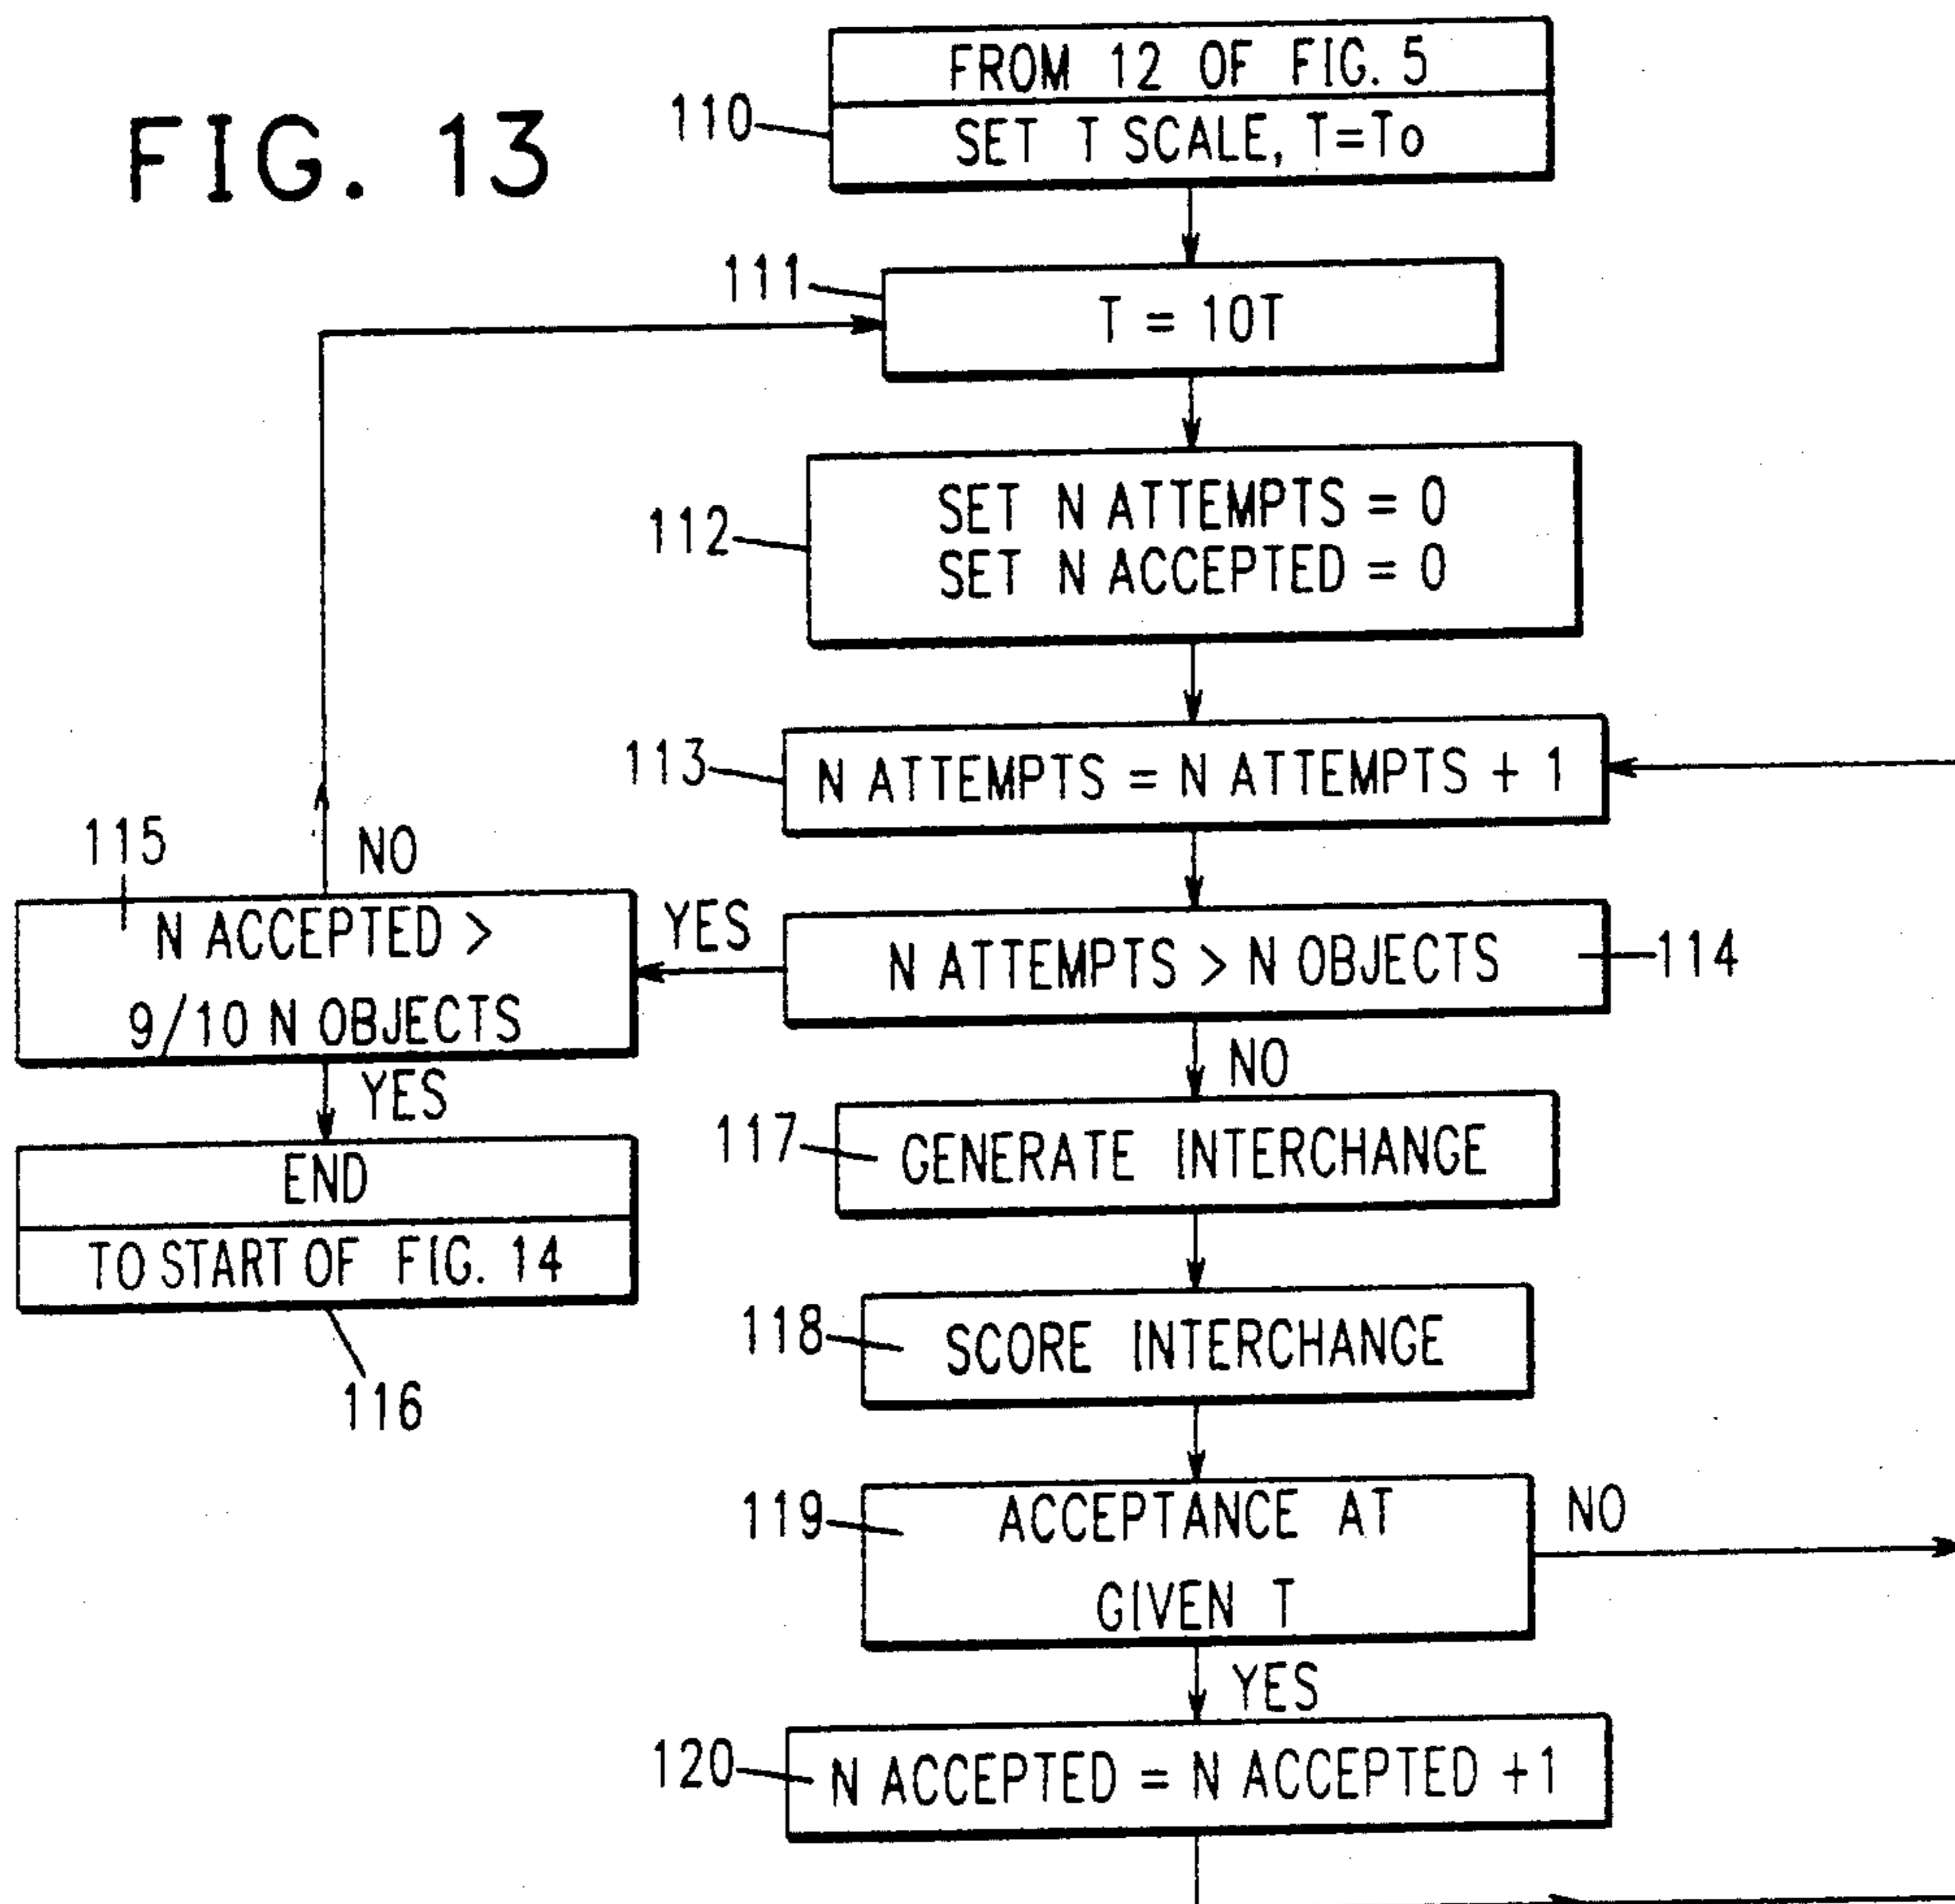 FIG. 13
FROM 12 OF FIG. 5
110
SET T SCALE, T=To
111
T = 10T
112
SET N ATTEMPTS = 0
SET N ACCEPTED = 0
113
N ATTEMPTS = N ATTEMPTS + 1
115
NO
N ACCEPTED >
9/10 N OBJECTS
YES
N ATTEMPTS > N OBJECTS
114
NO
YES
END
TO START OF FIG. 14
116
117
GENERATE INTERCHANGE
118
SCORE INTERCHANGE
119
ACCEPTANCE AT
GIVEN T
NO
YES
120
N ACCEPTED = N ACCEPTED +1